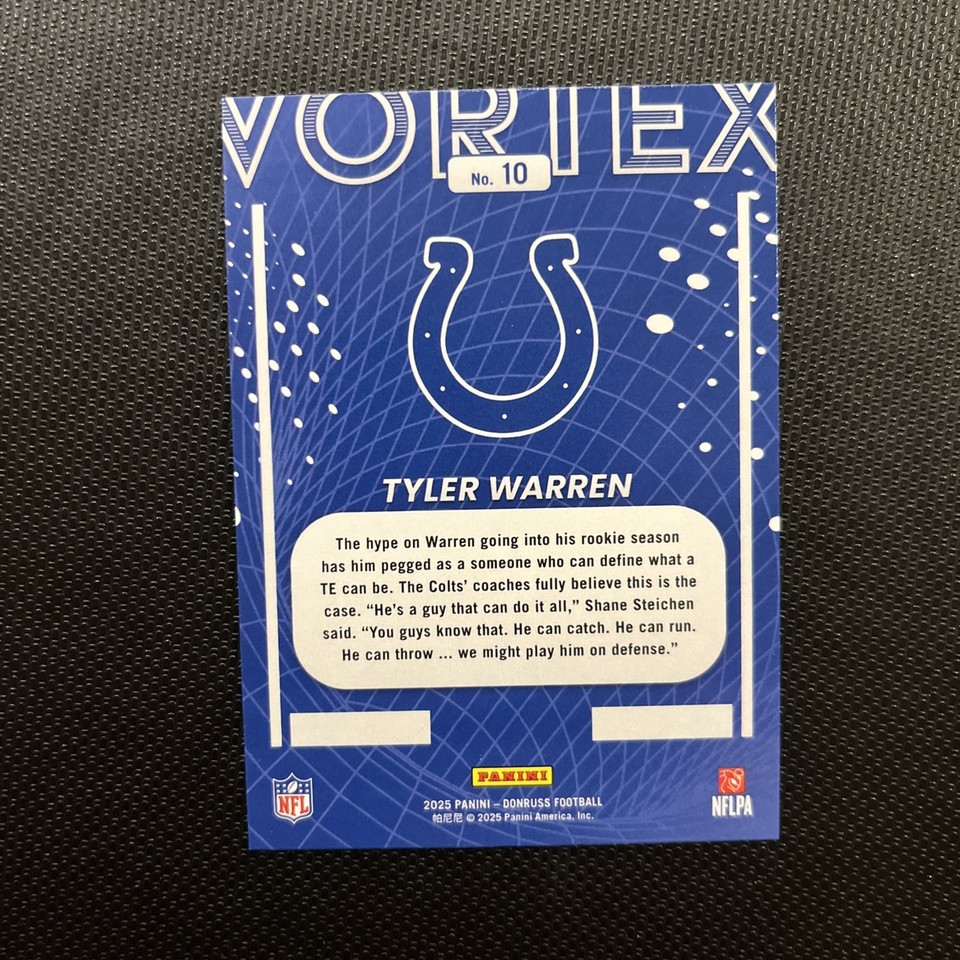 VORTEX
No. 10
TYLER WARREN
The hype on Warren going into his rookie season
has him pegged as a someone who can define what a
TE can be. The Colts' coaches fully believe this is the
case. “He's a guy that can do it all,” Shane Steichen
said. “You guys know that. He can catch. He can run.
He can throw ... we might play him on defense.”
PANINI
NFL
2025 PANINI – DONRUSS FOOTBALL
帕尼尼 © 2025 Panini America, Inc.
NFLPA